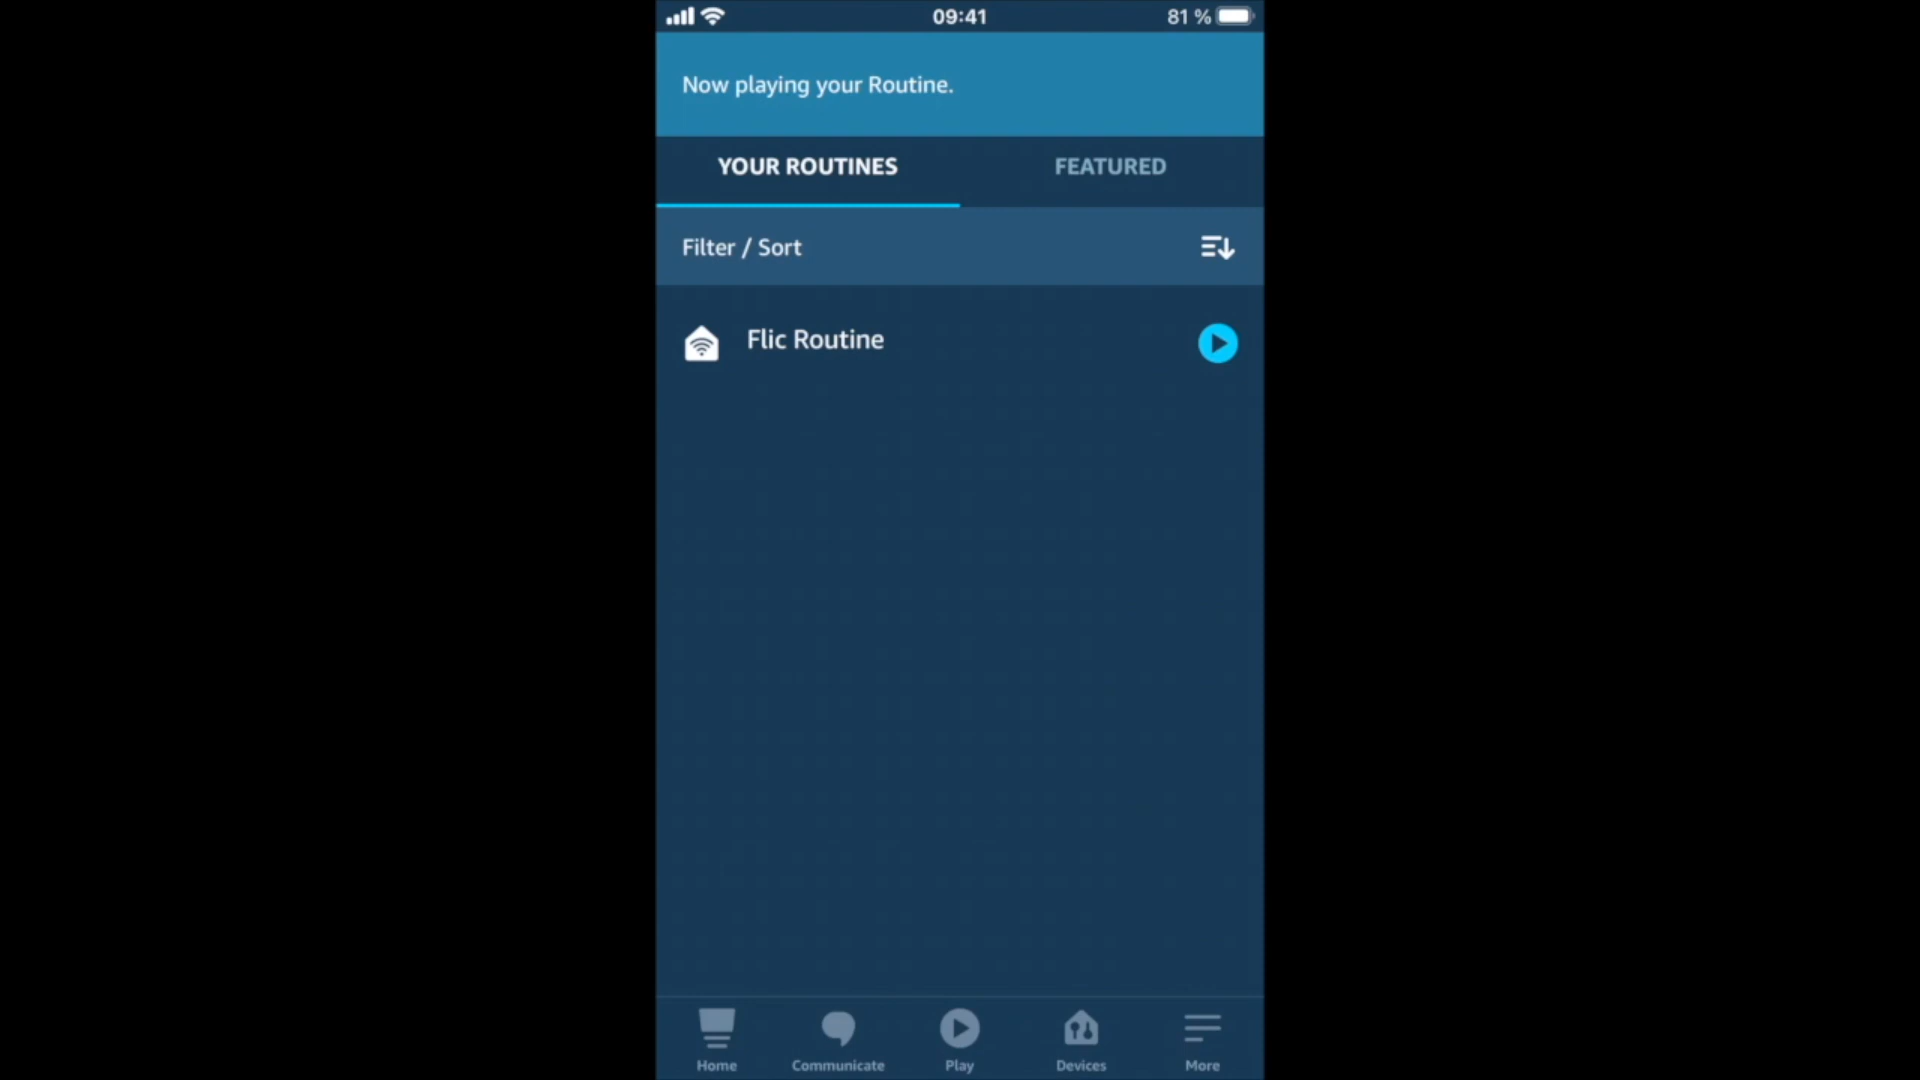 09:41
81 %
Now playing your Routine.
YOUR ROUTINES
FEATURED
Filter / Sort
Flic Routine
Home
Communicate
Play
Devices
More